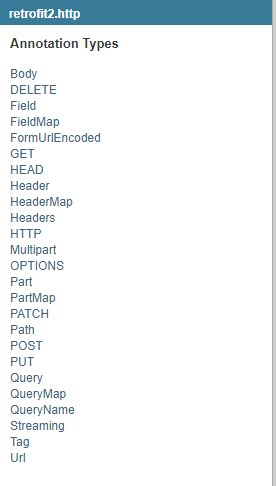 retrofit2.http
Annotation Types
Body
DELETE
Field
FieldMap
FormUrlEncoded
GET
HEAD
Header
HeaderMap
Headers
HTTP
Multipart
OPTIONS
Part
PartMap
PATCH
Path
POST
PUT
Query
QueryMap
QueryName
Streaming
Tag
Url